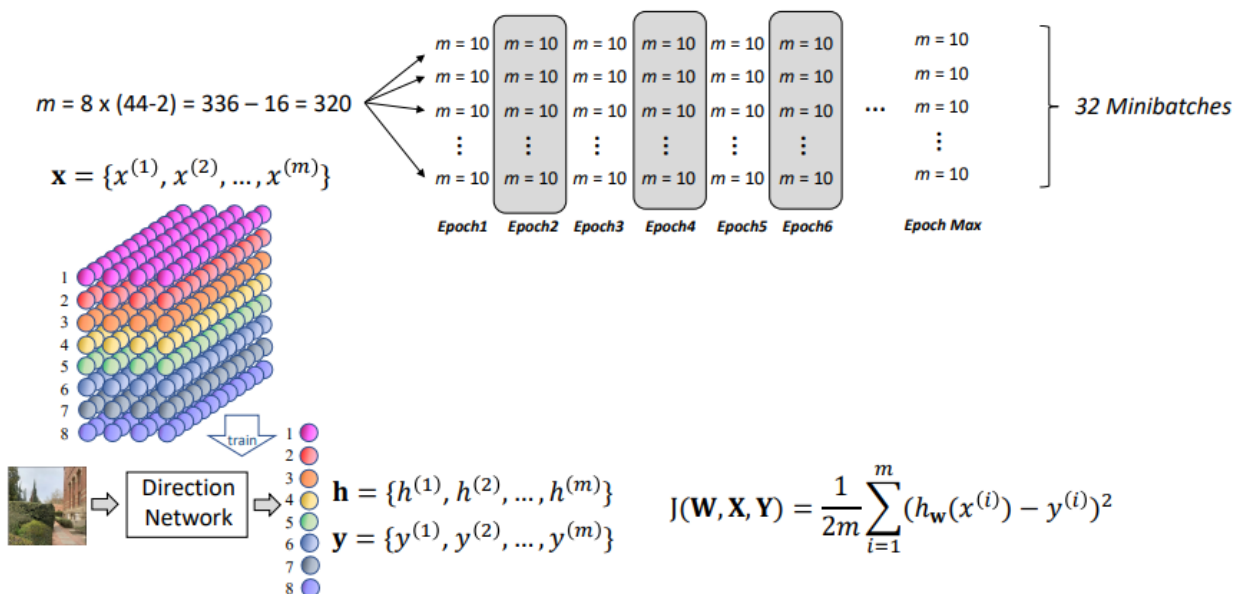 m = 10 m = 10 m = 10 m = 10 m = 10 m = 10 m = 10
m = 10 m = 10 m = 10 m = 10 m = 10 m = 10 m = 10
m = 8 x (44-2) = 336 – 16 = 320
m = 10 m = 10 m = 10 m = 10 m = 10 m = 10 ... m = 10
32 Minibatches
⋮ ⋮ ⋮ ⋮ ⋮ ⋮ ⋮
m = 10 m = 10 m = 10 m = 10 m = 10 m = 10 m = 10
Epoch1 Epoch2 Epoch3 Epoch4 Epoch5 Epoch6 Epoch Max
𝐱 = {x⁽¹⁾, x⁽²⁾, …, x⁽ᵐ⁾}
1
2
3
4
5
6
7
8
train
Direction
Network
1
2
3
4
5
6
7
8
𝐡 = {h⁽¹⁾, h⁽²⁾, …, h⁽ᵐ⁾}
𝐲 = {y⁽¹⁾, y⁽²⁾, …, y⁽ᵐ⁾}
J(𝐖, 𝐗, 𝐘) = 1/2m ∑ᵢ₌₁ᵐ (h𝐰(x⁽ⁱ⁾) − y⁽ⁱ⁾)²